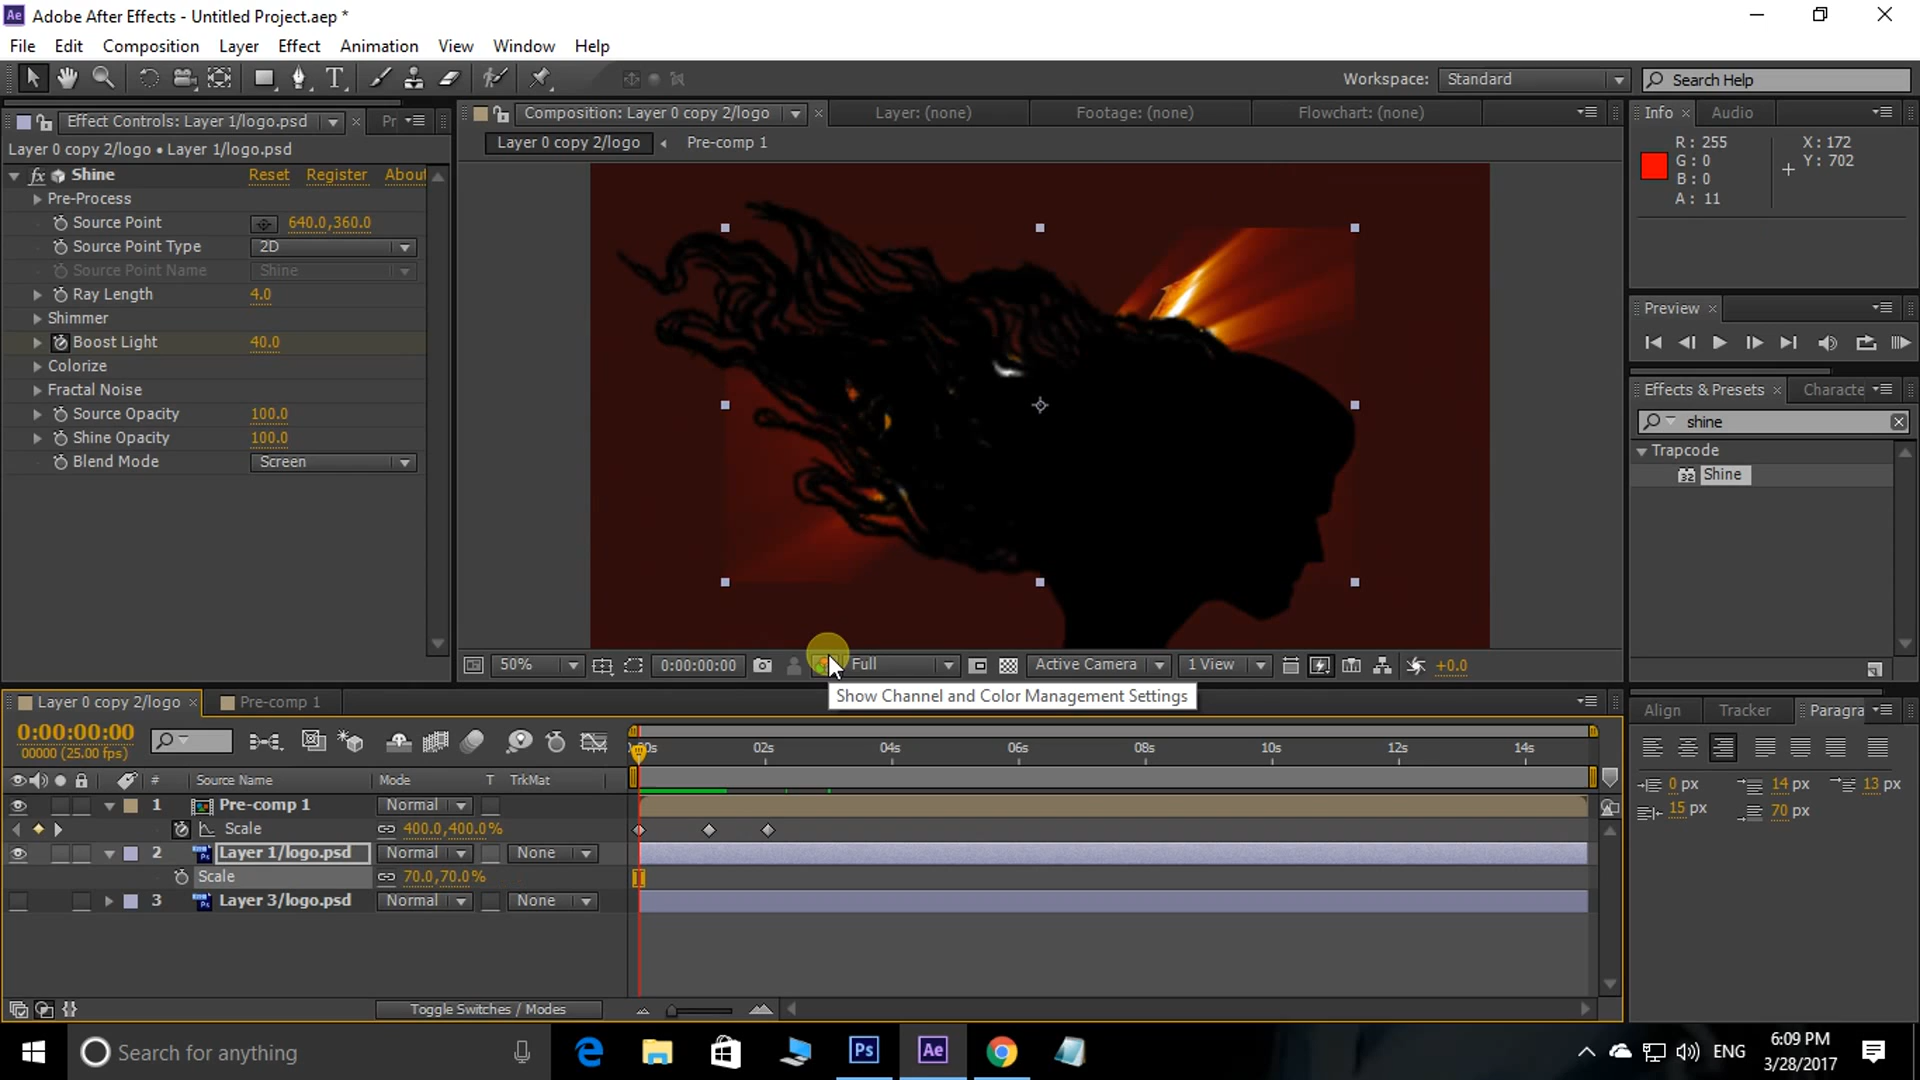 Ae Adobe After Effects - Untitled Project.aep *
File Edit Composition Layer Effect Animation View Window Help
T Workspace: Standard Search Help
Effect Controls: Layer 1/logo.psd × Pr
Layer 0 copy 2/logo • Layer 1/logo.psd
fx Shine Reset Register About
Pre-Process
Source Point 640.0,360.0
Source Point Type 2D
Source Point Name Shine
Ray Length 4.0
Shimmer
Boost Light 40.0
Colorize
Fractal Noise
Source Opacity 100.0
Shine Opacity 100.0
Blend Mode Screen
Composition: Layer 0 copy 2/logo × Layer: (none) Footage: (none) Flowchart: (none)
Layer 0 copy 2/logo Pre-comp 1
50% 0:00:00:00 Full Active Camera 1 View +0.0
Show Channel and Color Management Settings
Info × Audio
R: 255 X: 172
G: 0 Y: 702
B: 0
A: 11
Preview ×
Effects & Presets × Characte
shine
Trapcode
32 Shine
Layer 0 copy 2/logo × Pre-comp 1
0:00:00:00
00000 (25.00 fps)
# Source Name Mode T TrkMat
00s 02s 04s 06s 08s 10s 12s 14s
1 Pre-comp 1 Normal
Scale 400.0,400.0%
2 Layer 1/logo.psd Normal None
Scale 70.0,70.0%
3 Layer 3/logo.psd Normal None
Toggle Switches / Modes
Align Tracker Paragra
0 px 14 px 13 px
15 px 70 px
Search for anything Ps Ae ENG 6:09 PM
3/28/2017